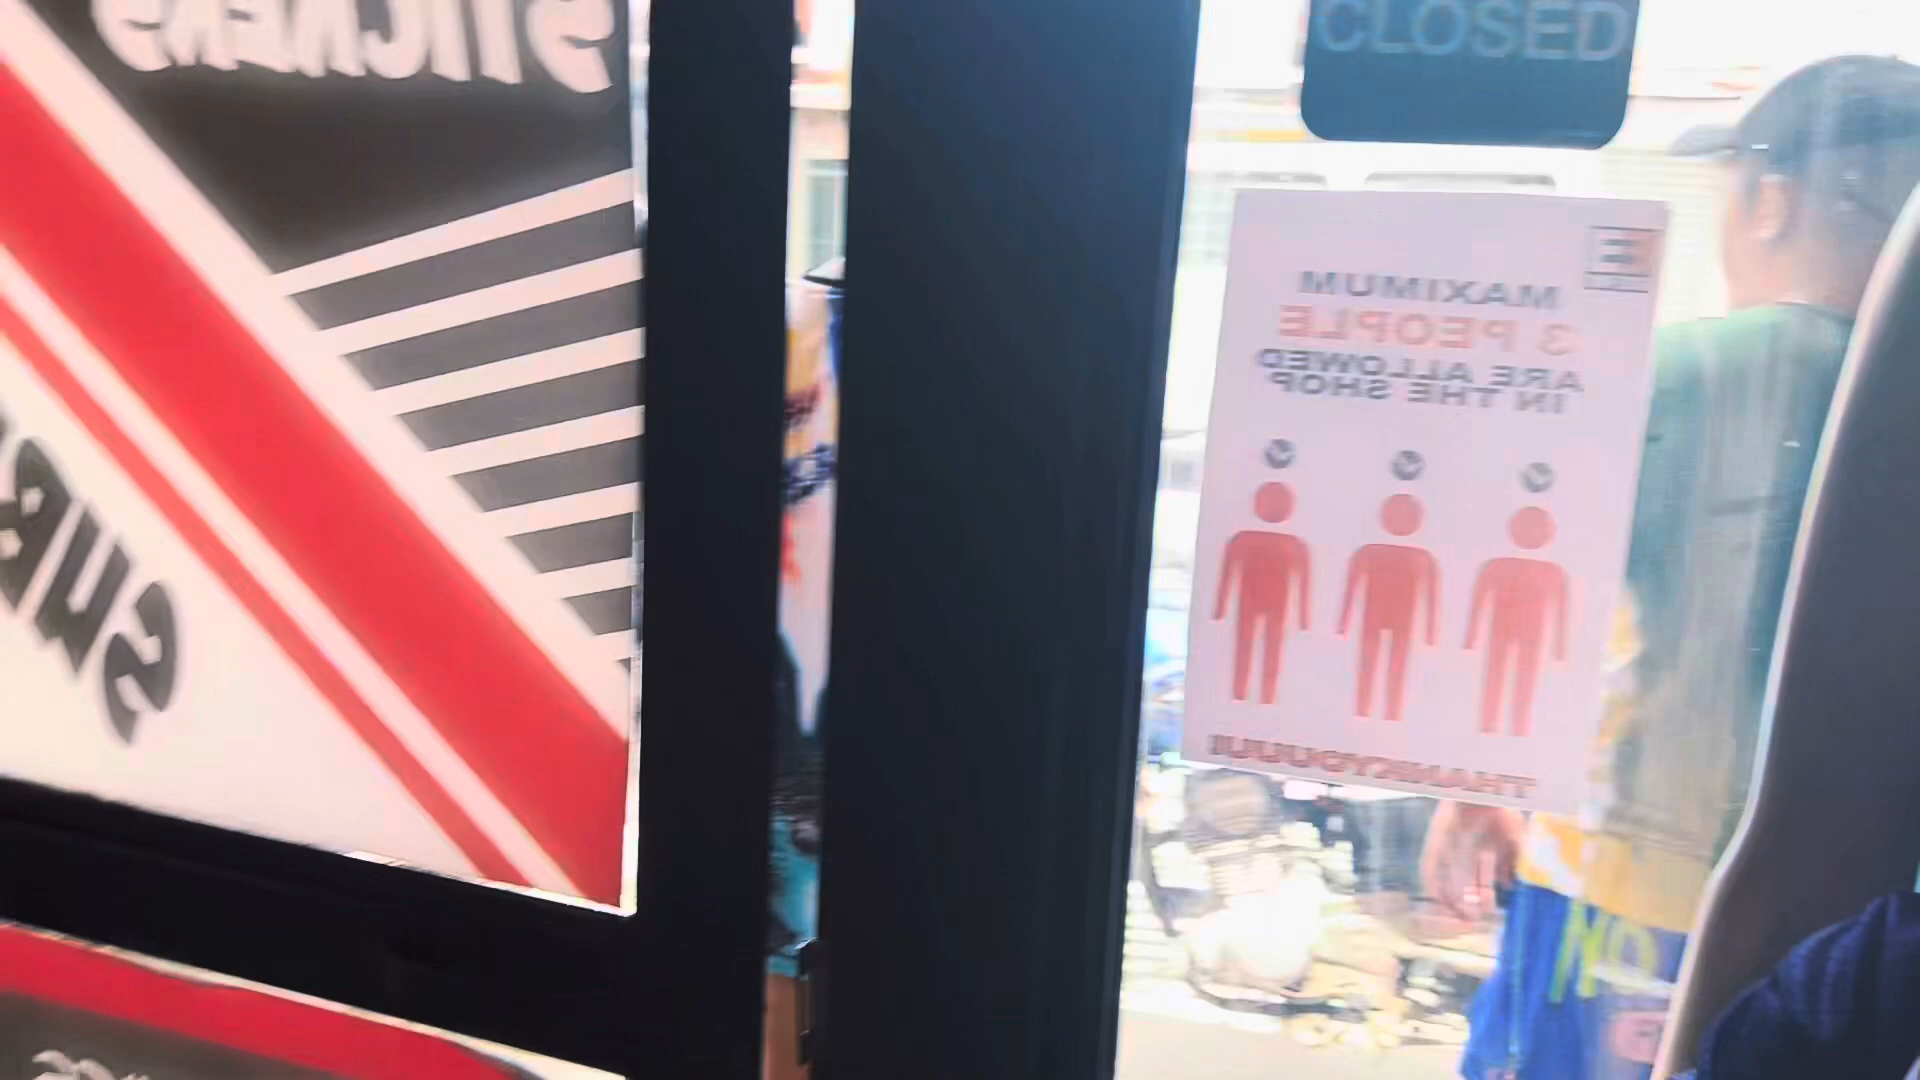 STICKERS
CLOSED
MAXIMUM
3 PEOPLE
ARE ALLOWED
IN THE SHOP
THANKYOUUU!